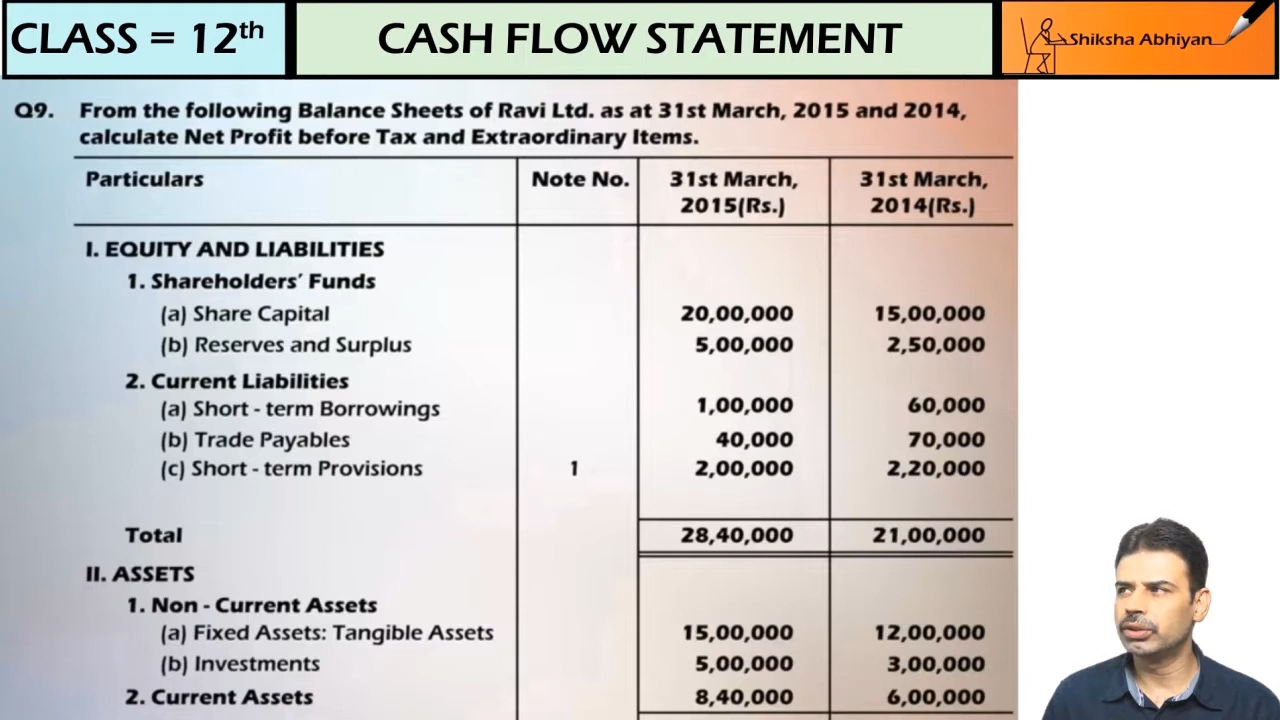 CLASS = 12th
CASH FLOW STATEMENT
Shiksha Abhiyan
Q9. From the following Balance Sheets of Ravi Ltd. as at 31st March, 2015 and 2014,
calculate Net Profit before Tax and Extraordinary Items.
Particulars Note No. 31st March, 31st March,
2015(Rs.) 2014(Rs.)
I. EQUITY AND LIABILITIES
1. Shareholders' Funds
(a) Share Capital 20,00,000 15,00,000
(b) Reserves and Surplus 5,00,000 2,50,000
2. Current Liabilities
(a) Short - term Borrowings 1,00,000 60,000
(b) Trade Payables 40,000 70,000
(c) Short - term Provisions 1 2,00,000 2,20,000
Total 28,40,000 21,00,000
II. ASSETS
1. Non - Current Assets
(a) Fixed Assets: Tangible Assets 15,00,000 12,00,000
(b) Investments 5,00,000 3,00,000
2. Current Assets 8,40,000 6,00,000